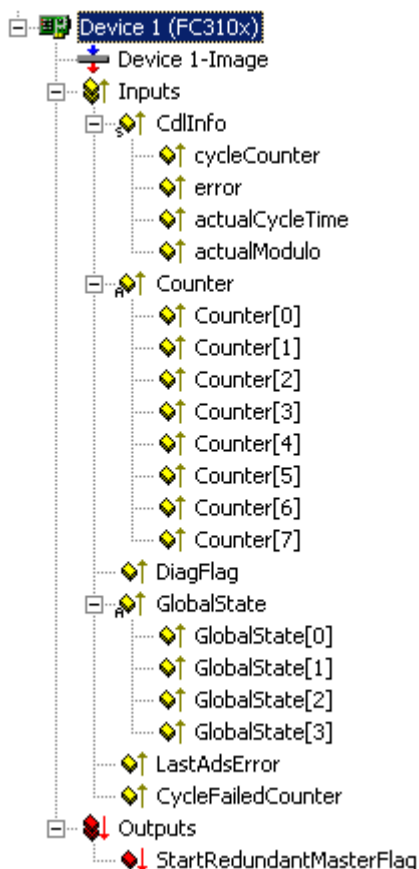 Device 1 (FC310x)
Device 1-Image
Inputs
CdlInfo
cycleCounter
error
actualCycleTime
actualModulo
Counter
Counter[0]
Counter[1]
Counter[2]
Counter[3]
Counter[4]
Counter[5]
Counter[6]
Counter[7]
DiagFlag
GlobalState
GlobalState[0]
GlobalState[1]
GlobalState[2]
GlobalState[3]
LastAdsError
CycleFailedCounter
Outputs
StartRedundantMasterFlag